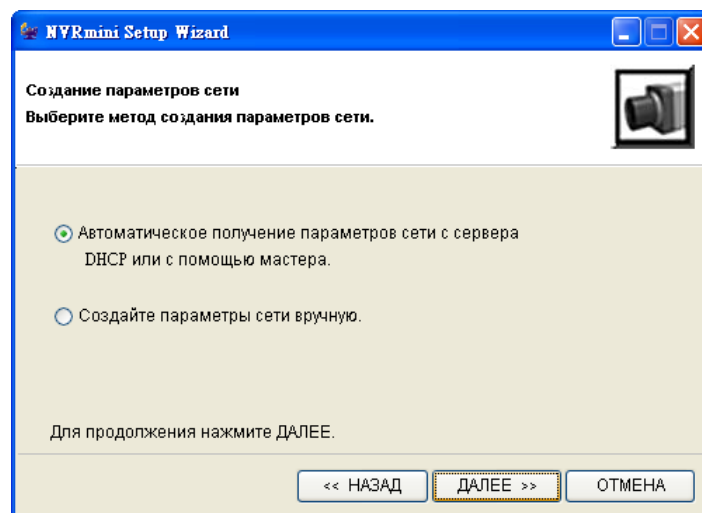 NVRmini Setup Wizard
Создание параметров сети
Выберите метод создания параметров сети.
Автоматическое получение параметров сети с сервера
DHCP или с помощью мастера.
Создайте параметры сети вручную.
Для продолжения нажмите ДАЛЕЕ.
<< НАЗАД
ДАЛЕЕ >>
ОТМЕНА